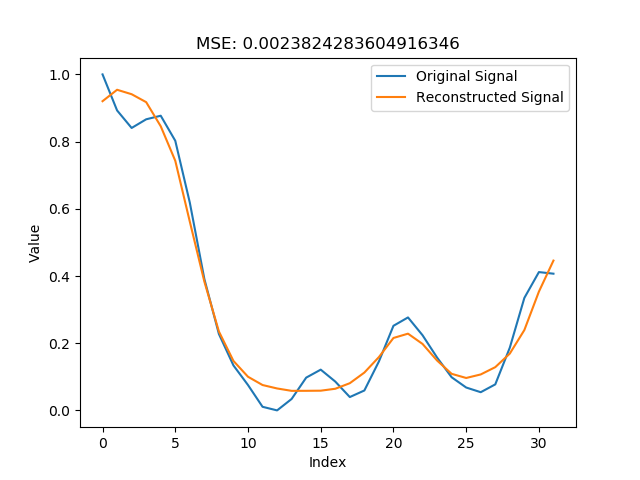 MSE: 0.0023824283604916346
Original Signal
Reconstructed Signal
1.0
0.8
0.6
0.4
0.2
0.0
Value
0 5 10 15 20 25 30
Index